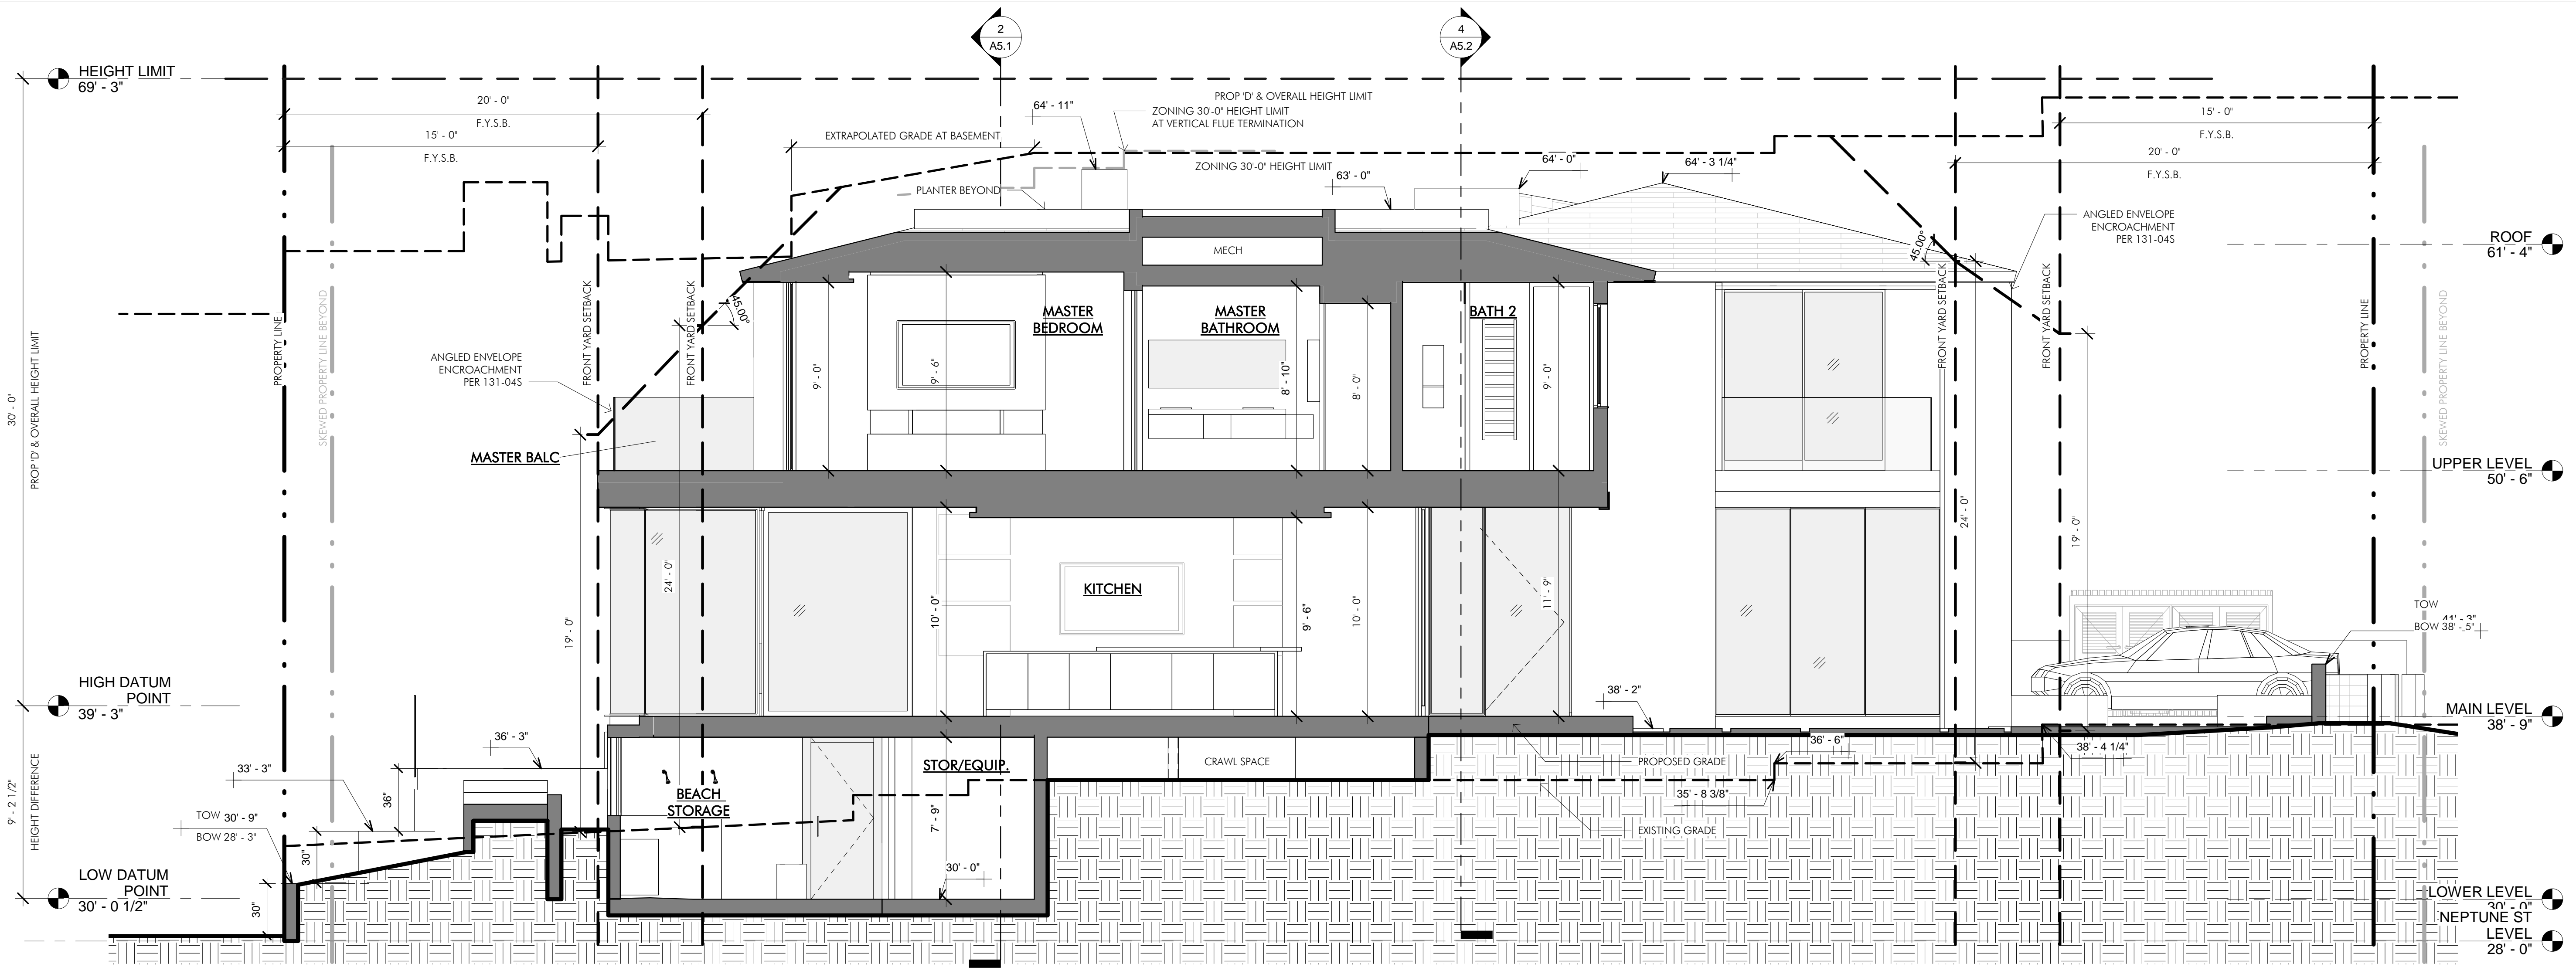 2
A5.1
4
A5.2
HEIGHT LIMIT
69' - 3"
20' - 0"
F.Y.S.B.
15' - 0"
F.Y.S.B.
EXTRAPOLATED GRADE AT BASEMENT
64' - 11"
PROP 'D' & OVERALL HEIGHT LIMIT
ZONING 30'-0" HEIGHT LIMIT
AT VERTICAL FLUE TERMINATION
ZONING 30'-0" HEIGHT LIMIT
PLANTER BEYOND
63' - 0"
64' - 0"
64' - 3 1/4"
15' - 0"
F.Y.S.B.
20' - 0"
F.Y.S.B.
ANGLED ENVELOPE
ENCROACHMENT
PER 131-04S
45.00°
ROOF
61' - 4"
MECH
PROPERTY LINE
SKEWED PROPERTY LINE BEYOND
FRONT YARD SETBACK
FRONT YARD SETBACK
45.00°
MASTER
BEDROOM
MASTER
BATHROOM
BATH 2
9' - 0"
9' - 6"
8' - 10"
8' - 0"
9' - 0"
FRONT YARD SETBACK
FRONT YARD SETBACK
PROPERTY LINE
SKEWED PROPERTY LINE BEYOND
30' - 0"
PROP 'D' & OVERALL HEIGHT LIMIT
ANGLED ENVELOPE
ENCROACHMENT
PER 131-04S
MASTER BALC
UPPER LEVEL
50' - 6"
24' - 0"
19' - 0"
10' - 0"
KITCHEN
9' - 6"
10' - 0"
11' - 9"
24' - 0"
19' - 0"
TOW
41' - 3"
BOW 38' - 5"
HIGH DATUM
POINT
39' - 3"
38' - 2"
MAIN LEVEL
38' - 9"
36' - 3"
36' - 6"
38' - 4 1/4"
33' - 3"
36"
STOR/EQUIP.
CRAWL SPACE
PROPOSED GRADE
BEACH
STORAGE
35' - 8 3/8"
9' - 2 1/2"
HEIGHT DIFFERENCE
TOW 30' - 9"
BOW 28' - 3"
7' - 9"
EXISTING GRADE
30"
30' - 0"
LOW DATUM
POINT
30' - 0 1/2"
30"
LOWER LEVEL
30' - 0"
NEPTUNE ST
LEVEL
28' - 0"